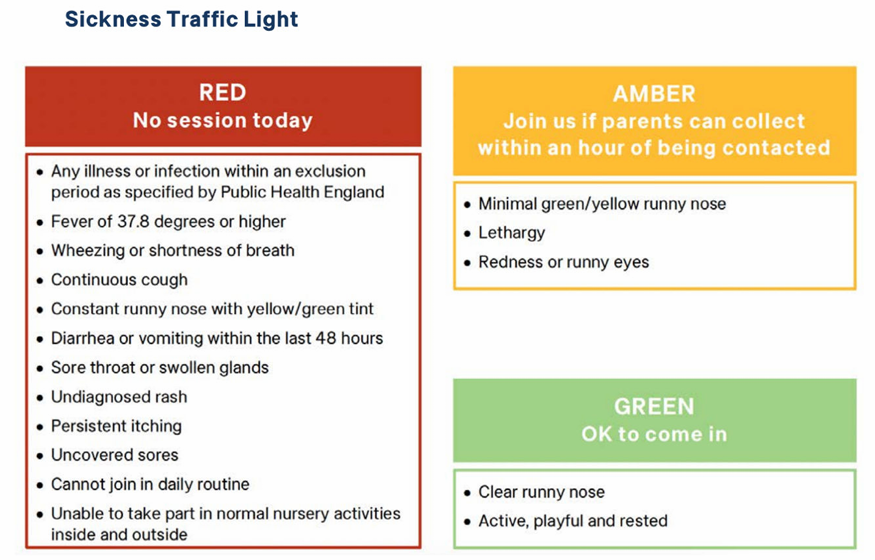 Sickness Traffic Light
RED
No session today
• Any illness or infection within an exclusion
period as specified by Public Health England
• Fever of 37.8 degrees or higher
• Wheezing or shortness of breath
• Continuous cough
• Constant runny nose with yellow/green tint
• Diarrhea or vomiting within the last 48 hours
• Sore throat or swollen glands
• Undiagnosed rash
• Persistent itching
• Uncovered sores
• Cannot join in daily routine
• Unable to take part in normal nursery activities
inside and outside
AMBER
Join us if parents can collect
within an hour of being contacted
• Minimal green/yellow runny nose
• Lethargy
• Redness or runny eyes
GREEN
OK to come in
• Clear runny nose
• Active, playful and rested